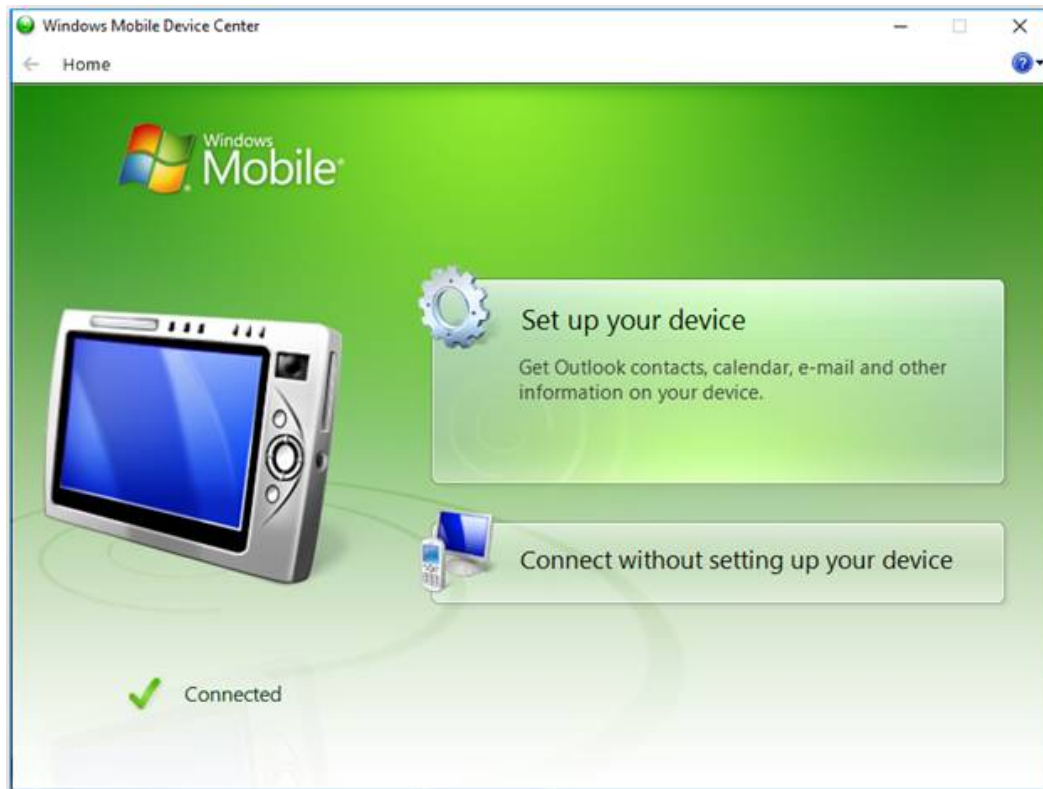 Windows Mobile Device Center
Home
Windows
Mobile®
Set up your device
Get Outlook contacts, calendar, e-mail and other
information on your device.
Connect without setting up your device
Connected